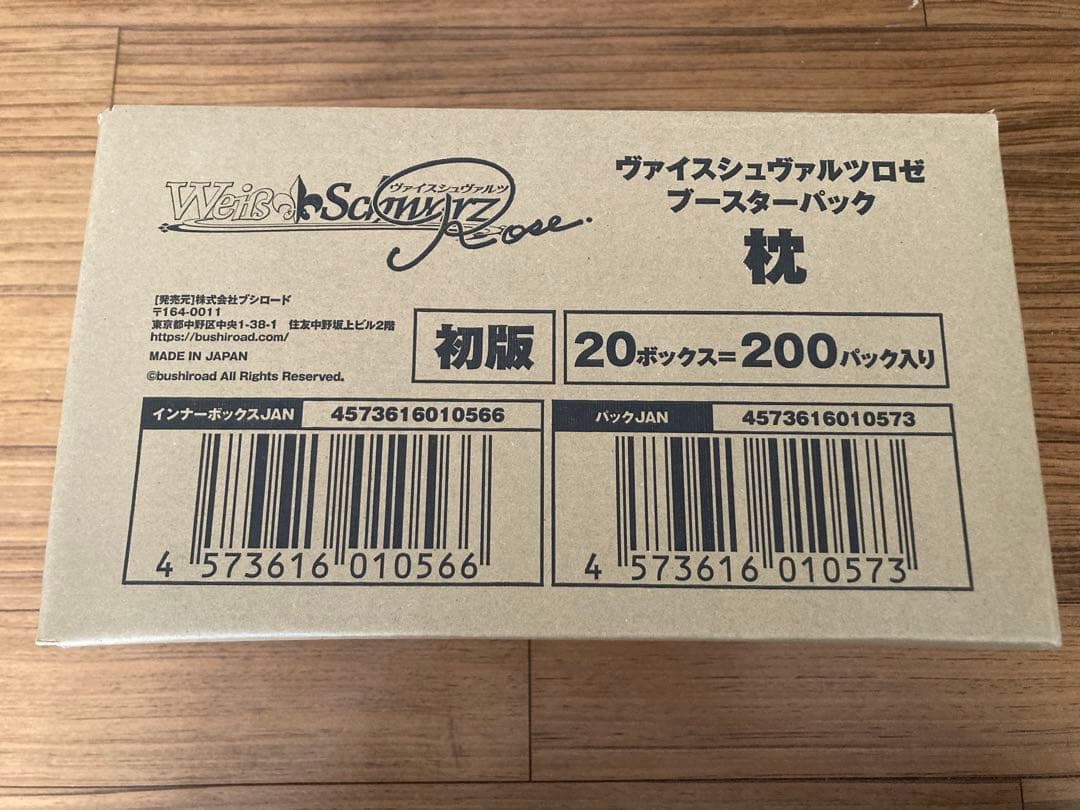 Weiß Schwarz
ヴァイスシュヴァルツ
Rose.
ヴァイスシュヴァルツロゼ
ブースターパック
枕
[発売元]株式会社ブシロード
〒164-0011
東京都中野区中央1-38-1 住友中野坂上ビル2階
https://bushiroad.com/
MADE IN JAPAN
©bushiroad All Rights Reserved.
初版
20ボックス=200パック入り
インナーボックスJAN 4573616010566
4 573616 010566
パックJAN 4573616010573
4 573616 010573